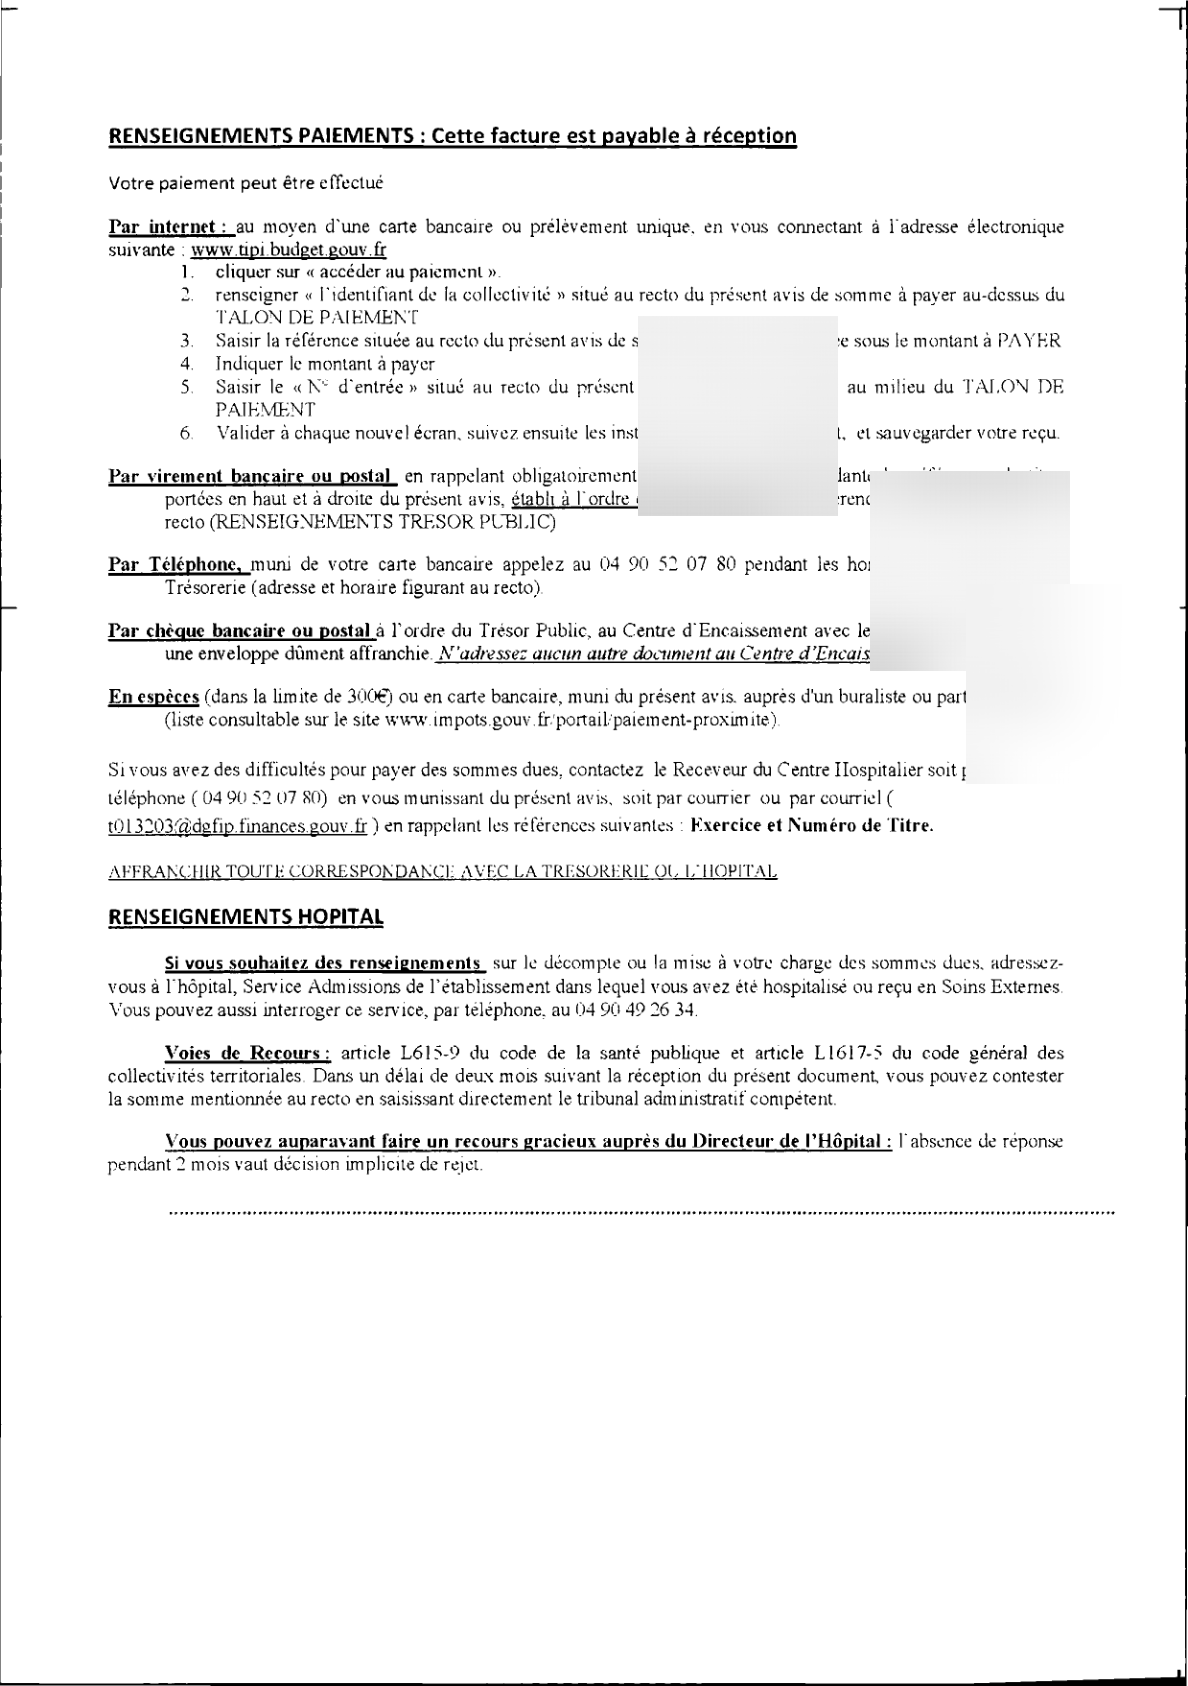 RENSEIGNEMENTS PAIEMENTS : Cette facture est payable à réception
Votre paiement peut être effectué
Par internet : au moyen d'une carte bancaire ou prélèvement unique, en vous connectant à l'adresse électronique
suivante : www.tipi.budget.gouv.fr
1. cliquer sur « accéder au paiement ».
2. renseigner « l'identifiant de la collectivité » situé au recto du présent avis de somme à payer au-dessus du
TALON DE PAIEMENT
3. Saisir la référence située au recto du présent avis de sous le montant à PAYER
4. Indiquer le montant à payer
5. Saisir le « N° d'entrée » situé au recto du présent au milieu du TALON DE
PAIEMENT
6. Valider à chaque nouvel écran, suivez ensuite les et sauvegarder votre reçu.
Par virement bancaire ou postal en rappelant obligatoirement
portées en haut et à droite du présent avis, établi à l'ordre
recto (RENSEIGNEMENTS TRESOR PUBLIC)
Par Téléphone, muni de votre carte bancaire appelez au 04 90 52 07 80 pendant les
Trésorerie (adresse et horaire figurant au recto).
Par chèque bancaire ou postal à l'ordre du Trésor Public, au Centre d'Encaissement avec le
une enveloppe dûment affranchie. N'adressez aucun autre document au Centre
En espèces (dans la limite de 300€) ou en carte bancaire, muni du présent avis. auprès d'un buraliste ou
(liste consultable sur le site www.impots.gouv.fr/portail/paiement-proximite).
Si vous avez des difficultés pour payer des sommes dues, contactez le Receveur du Centre Hospitalier soit
téléphone ( 04 90 52 07 80) en vous munissant du présent avis, soit par courrier ou par courriel (
t013203@dgfip.finances.gouv.fr ) en rappelant les références suivantes : Exercice et Numéro de Titre.
AFFRANCHIR TOUTE CORRESPONDANCE AVEC LA TRESORERIE OU L'HOPITAL
RENSEIGNEMENTS HOPITAL
Si vous souhaitez des renseignements sur le décompte ou la mise à votre charge des sommes dues, adressez-
vous à l'hôpital, Service Admissions de l'établissement dans lequel vous avez été hospitalisé ou reçu en Soins Externes.
Vous pouvez aussi interroger ce service, par téléphone, au 04 90 49 26 34.
Voies de Recours : article L615-9 du code de la santé publique et article L1617-5 du code général des
collectivités territoriales. Dans un délai de deux mois suivant la réception du présent document, vous pouvez contester
la somme mentionnée au recto en saisissant directement le tribunal administratif compétent.
Vous pouvez auparavant faire un recours gracieux auprès du Directeur de l'Hôpital : l'absence de réponse
pendant 2 mois vaut décision implicite de rejet.